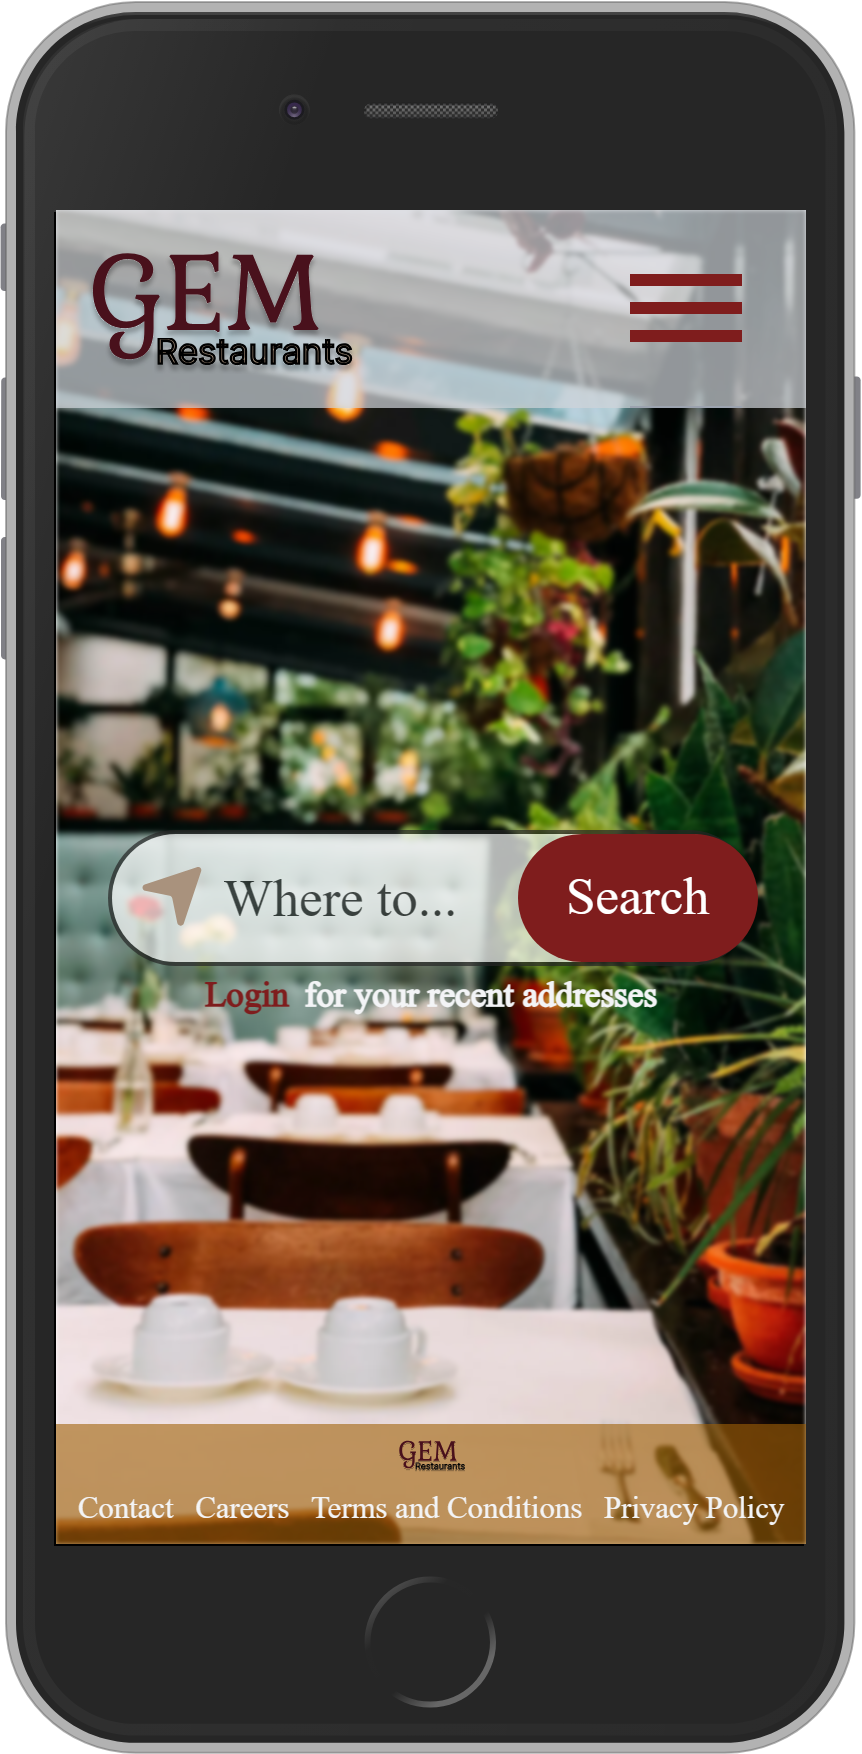 GEM
Restaurants
Where to...
Search
Login for your recent addresses
GEM
Restaurants
Contact Careers Terms and Conditions Privacy Policy